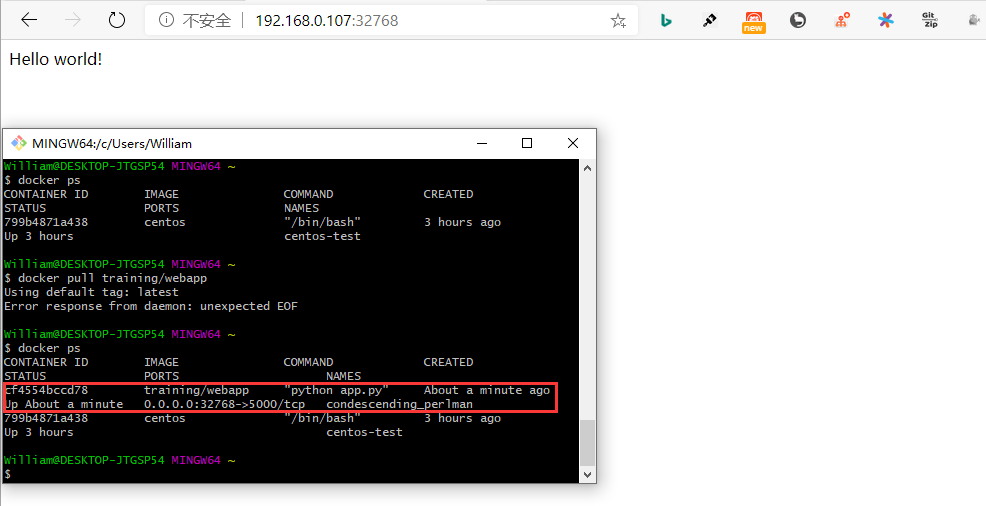 不安全 192.168.0.107:32768
new
Git
Zip
Hello world!
MINGW64:/c/Users/William
William@DESKTOP-JTGSP54 MINGW64 ~
$ docker ps
CONTAINER ID IMAGE COMMAND CREATED
STATUS PORTS NAMES
799b4871a438 centos "/bin/bash" 3 hours ago
Up 3 hours centos-test
William@DESKTOP-JTGSP54 MINGW64 ~
$ docker pull training/webapp
Using default tag: latest
Error response from daemon: unexpected EOF
William@DESKTOP-JTGSP54 MINGW64 ~
$ docker ps
CONTAINER ID IMAGE COMMAND CREATED
STATUS PORTS NAMES
cf4554bccd78 training/webapp "python app.py" About a minute ago
Up About a minute 0.0.0.0:32768->5000/tcp condescending_perlman
799b4871a438 centos "/bin/bash" 3 hours ago
Up 3 hours centos-test
William@DESKTOP-JTGSP54 MINGW64 ~
$